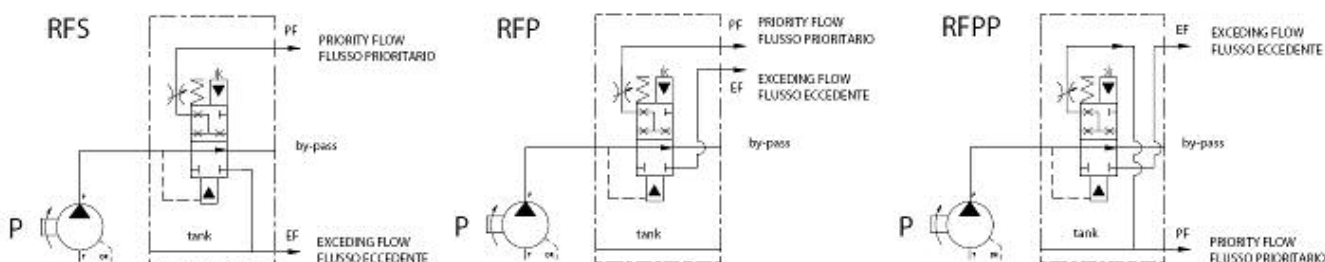 RFS
PF
PRIORITY FLOW
FLUSSO PRIORITARIO
by-pass
P
P
tank
EF
EXCEDING FLOW
FLUSSO ECCEDENTE
RFP
PF
PRIORITY FLOW
FLUSSO PRIORITARIO
EXCEDING FLOW
EF
FLUSSO ECCEDENTE
by-pass
P
P
tank
RFPP
EF
EXCEDING FLOW
FLUSSO ECCEDENTE
by-pass
P
P
tank
PF
PRIORITY FLOW
FLUSSO PRIORITARIO